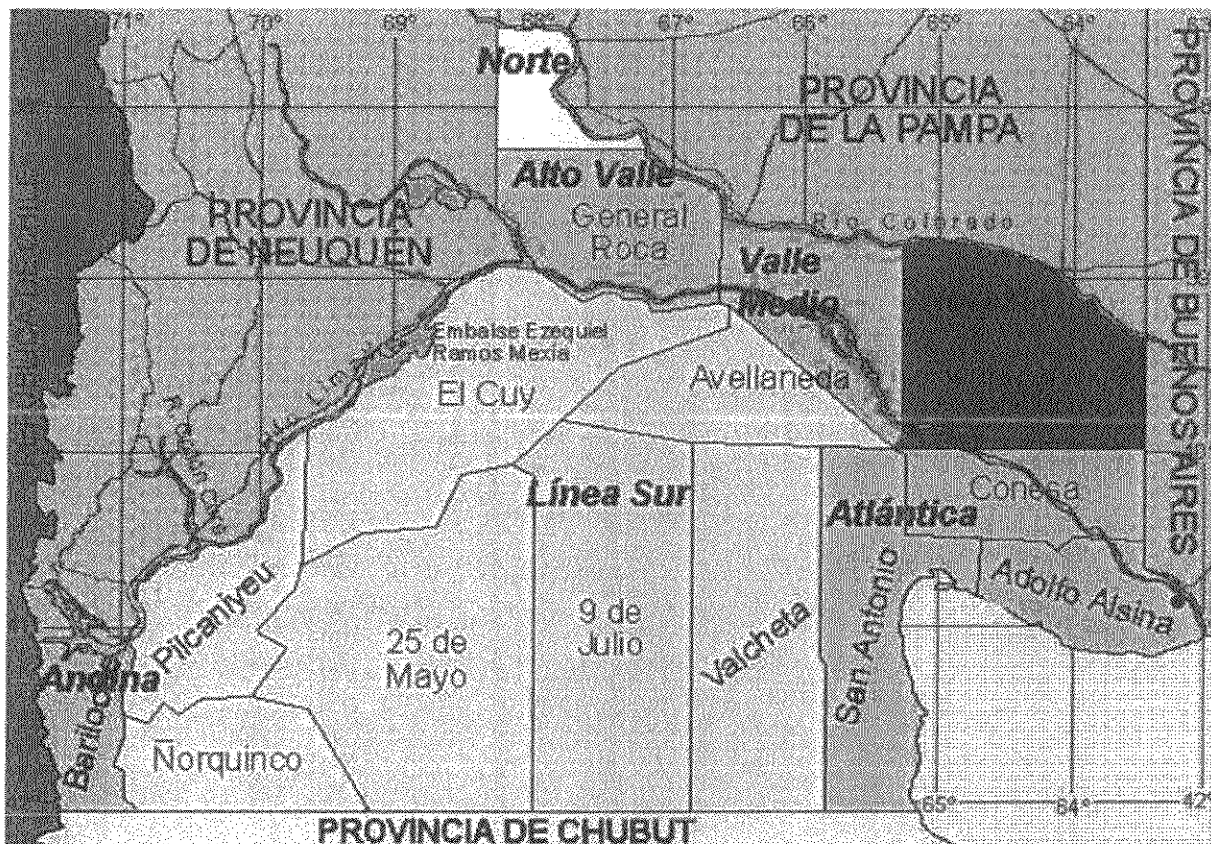 71° 70° 69° 68° 67° 66° 65° 64° 63
Norte
PROVINCIA
DE LA PAMPA
PROVINCIA DE BUENOS AIRES
Alto Valle
General
Roca
PROVINCIA
DE NEUQUEN
Rio Colorado
Valle
Medio
Embalse Ezequiel
Ramos Mexia
El Cuy
Avellaneda
Línea Sur
Conesa
Atlántica
Adolfo Alsina
San Antonio
Pilcaniyeu
25 de
Mayo
9 de
Julio
Valcheta
Andina
Bariloche
Ñorquinco
65° 64° 42°
PROVINCIA DE CHUBUT